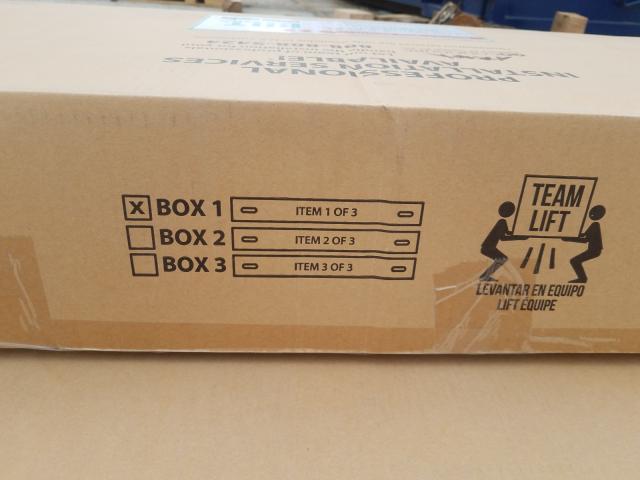 PROFESSIONAL
INSTALLATION SERVICES
AVAILABLE!
X BOX 1 ITEM 1 OF 3
BOX 2 ITEM 2 OF 3
BOX 3 ITEM 3 OF 3
TEAM
LIFT
LEVANTAR EN EQUIPO
LIFT ÉQUIPE